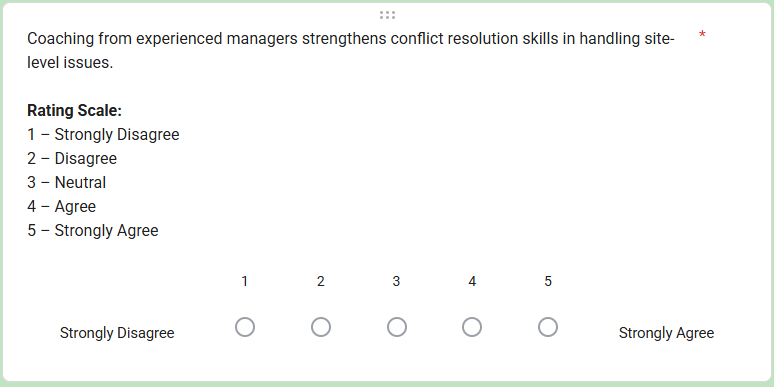 Coaching from experienced managers strengthens conflict resolution skills in handling site- *
level issues.
Rating Scale:
1 – Strongly Disagree
2 – Disagree
3 – Neutral
4 – Agree
5 – Strongly Agree
1 2 3 4 5
Strongly Disagree Strongly Agree